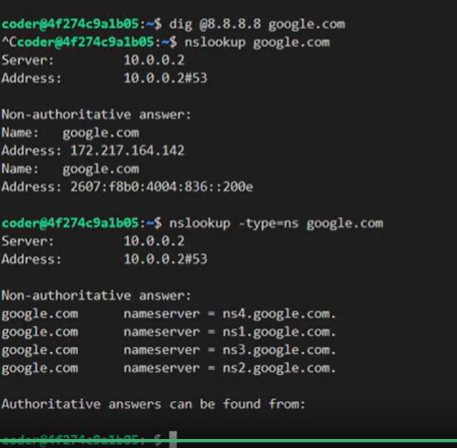 coder@4f274c9a1b05:~$ dig @8.8.8.8 google.com
^Ccoder@4f274c9a1b05:~$ nslookup google.com
Server: 10.0.0.2
Address: 10.0.0.2#53
Non-authoritative answer:
Name: google.com
Address: 172.217.164.142
Name: google.com
Address: 2607:f8b0:4004:836::200e
coder@4f274c9a1b05:~$ nslookup -type=ns google.com
Server: 10.0.0.2
Address: 10.0.0.2#53
Non-authoritative answer:
google.com nameserver = ns4.google.com.
google.com nameserver = ns1.google.com.
google.com nameserver = ns3.google.com.
google.com nameserver = ns2.google.com.
Authoritative answers can be found from:
coder@4f274c9a1b05:~$